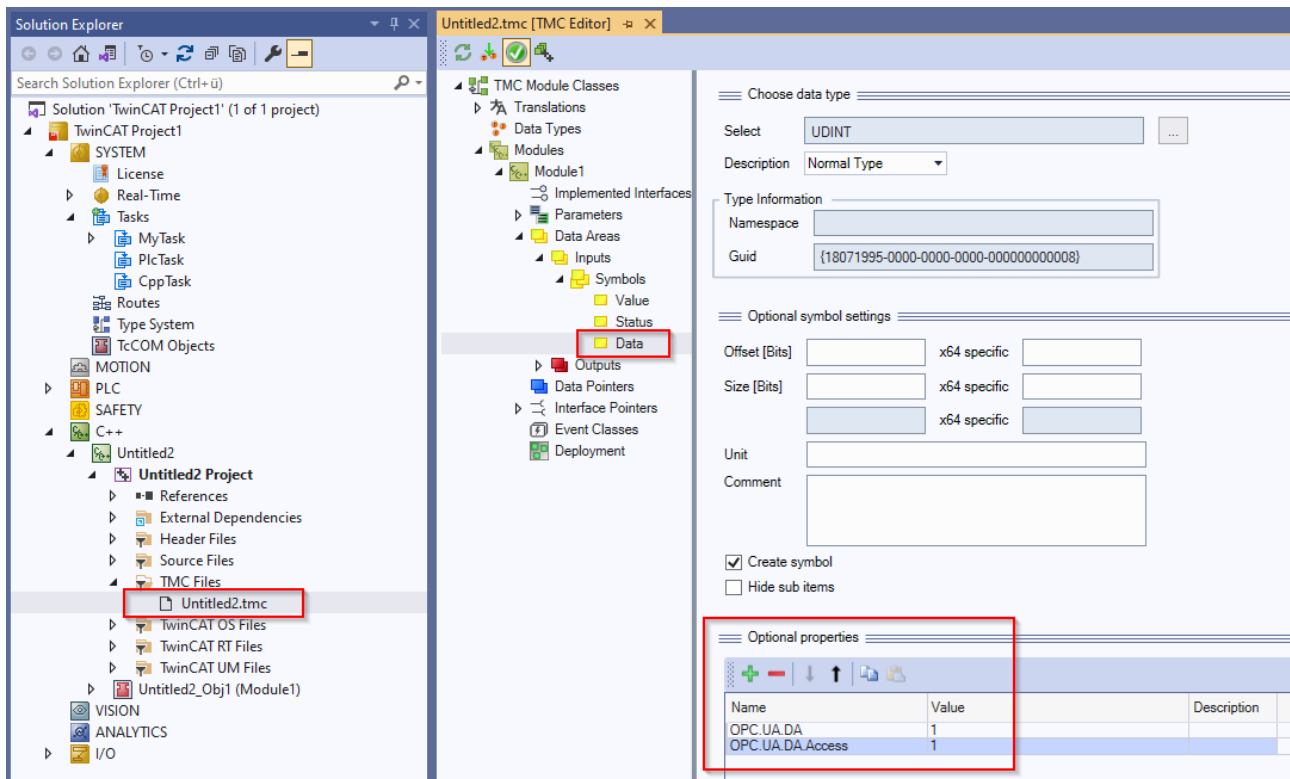 Solution Explorer
Search Solution Explorer (Ctrl+ü)
Solution 'TwinCAT Project1' (1 of 1 project)
TwinCAT Project1
SYSTEM
License
Real-Time
Tasks
MyTask
PlcTask
CppTask
Routes
Type System
TcCOM Objects
MOTION
PLC
SAFETY
C++
Untitled2
Untitled2 Project
References
External Dependencies
Header Files
Source Files
TMC Files
Untitled2.tmc
TwinCAT OS Files
TwinCAT RT Files
TwinCAT UM Files
Untitled2_Obj1 (Module1)
VISION
ANALYTICS
I/O
Untitled2.tmc [TMC Editor]
TMC Module Classes
Translations
Data Types
Modules
Module1
Implemented Interfaces
Parameters
Data Areas
Inputs
Symbols
Value
Status
Data
Outputs
Data Pointers
Interface Pointers
Event Classes
Deployment
Choose data type
Select UDINT ...
Description Normal Type
Type Information
Namespace
Guid {18071995-0000-0000-0000-000000000008}
Optional symbol settings
Offset [Bits] x64 specific
Size [Bits] x64 specific
x64 specific
Unit
Comment
Create symbol
Hide sub items
Optional properties
Name Value Description
OPC.UA.DA 1
OPC.UA.DA.Access 1